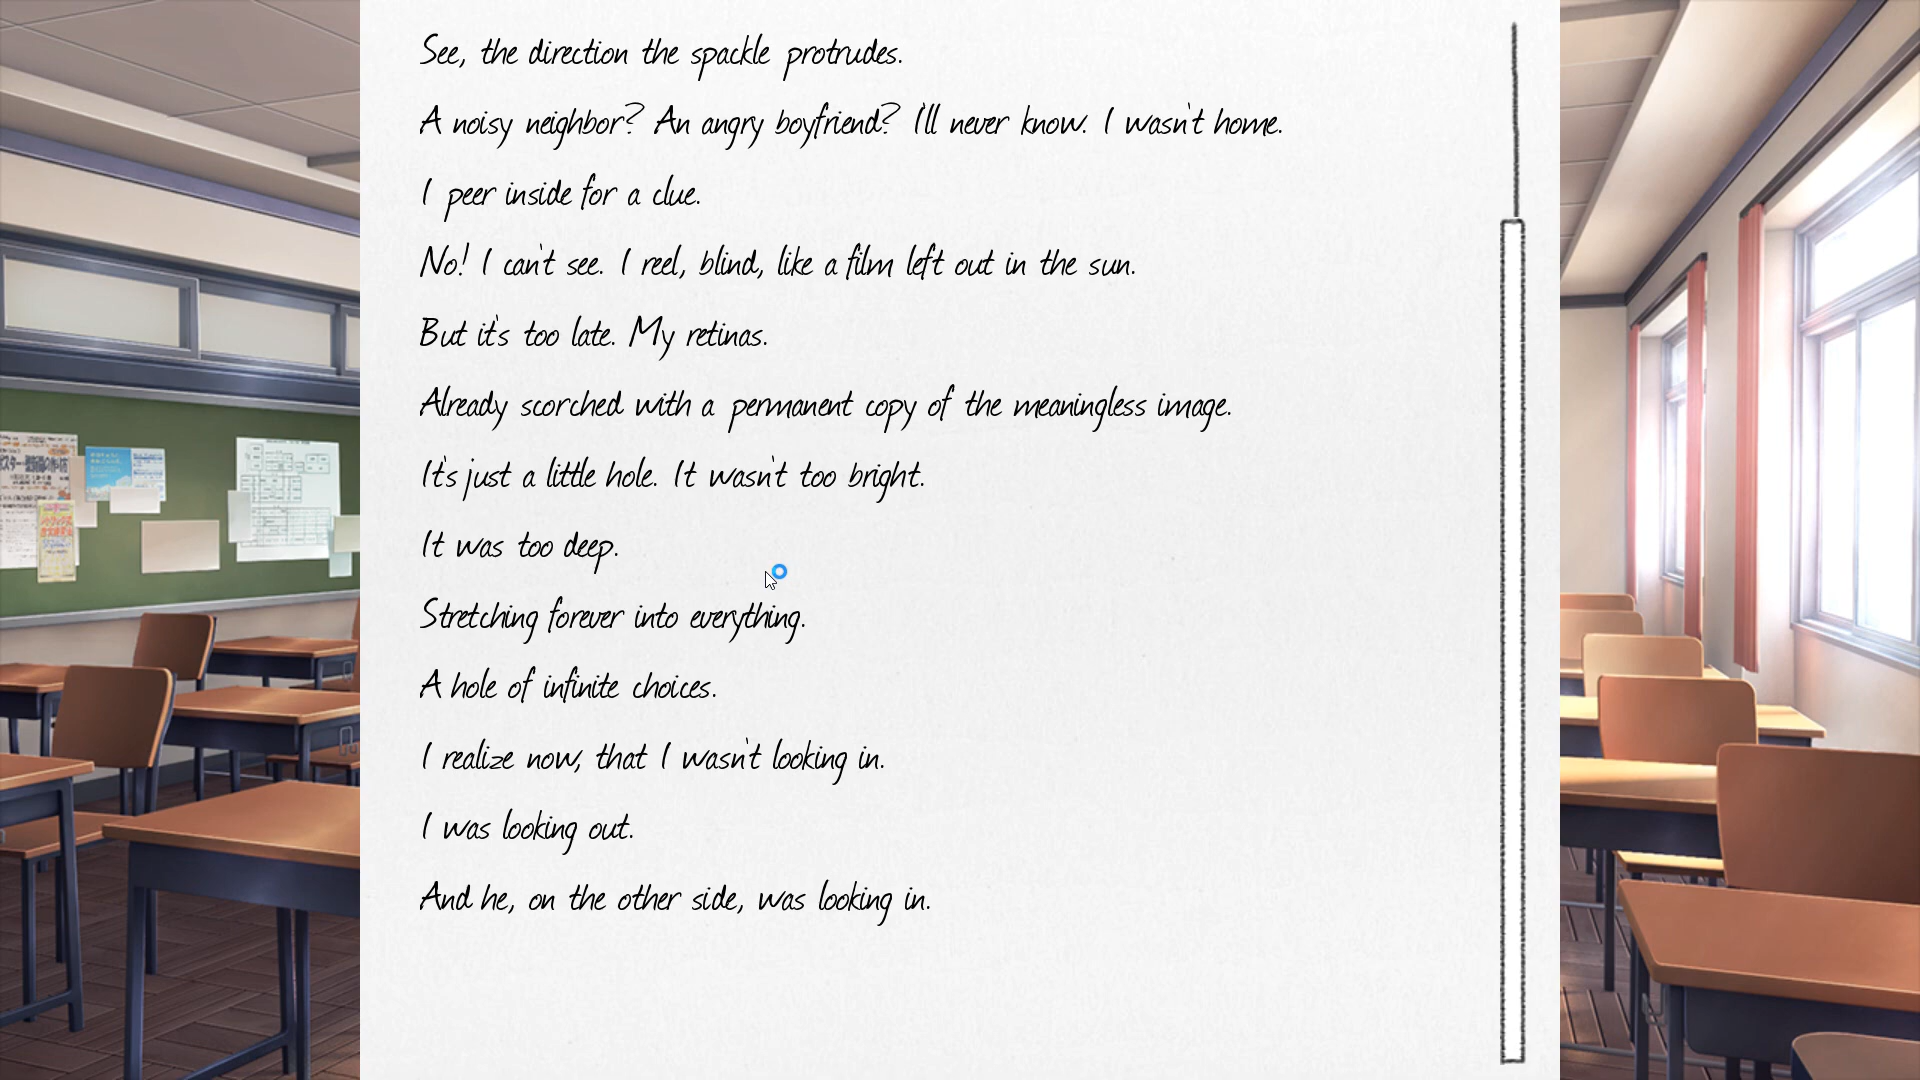 See, the direction the spackle protrudes.
A noisy neighbor? An angry boyfriend? I'll never know. I wasn't home.
I peer inside for a clue.
No! I can't see. I reel, blind, like a film left out in the sun.
But it's too late. My retinas.
Already scorched with a permanent copy of the meaningless image.
It's just a little hole. It wasn't too bright.
It was too deep.
Stretching forever into everything.
A hole of infinite choices.
I realize now, that I wasn't looking in.
I was looking out.
And he, on the other side, was looking in.